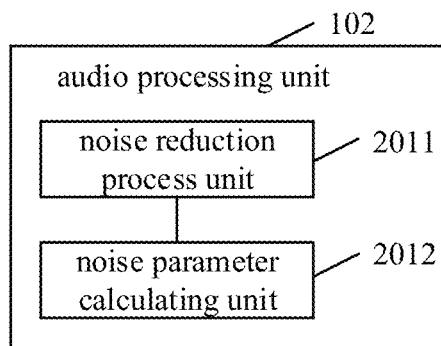 102
audio processing unit
noise reduction
process unit
2011
noise parameter
calculating unit
2012